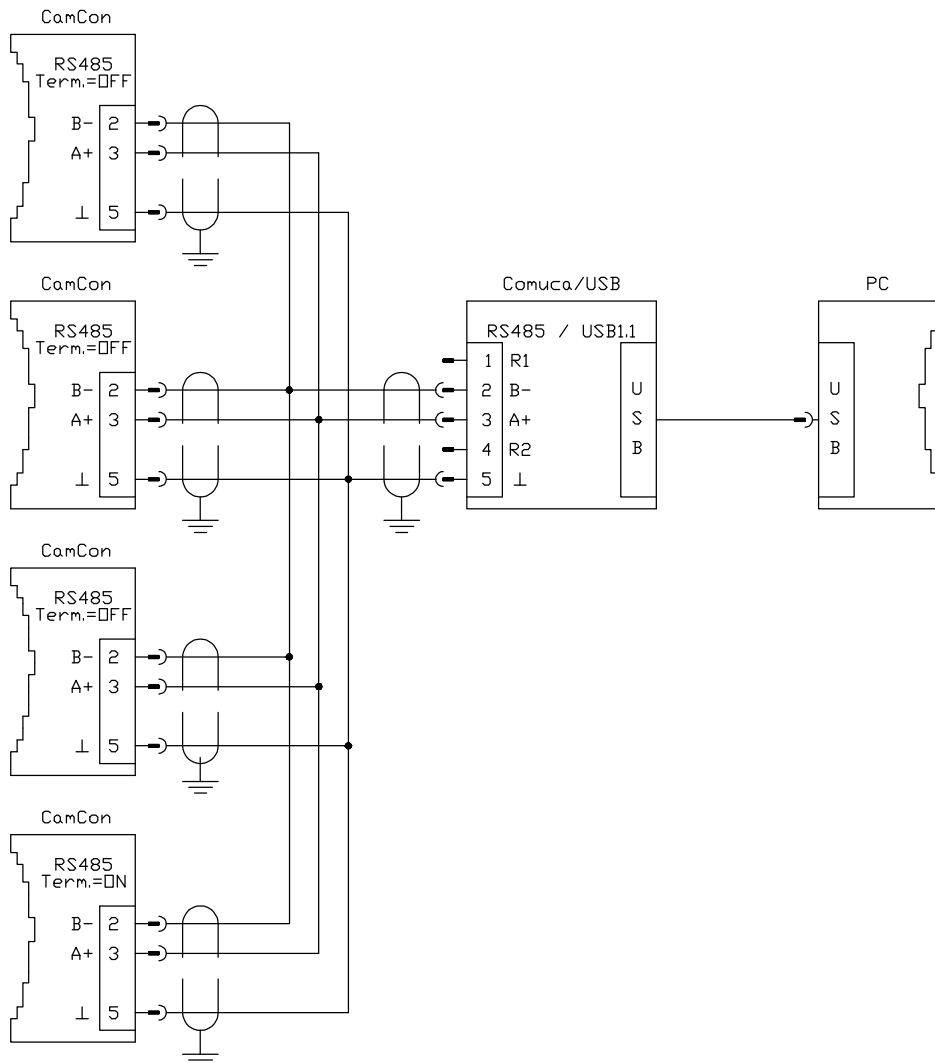 CamCon
RS485
Term.=OFF
B- 2
A+ 3
⊥ 5
CamCon
RS485
Term.=OFF
B- 2
A+ 3
⊥ 5
Comuca/USB
RS485 / USB1.1
1 R1
2 B-
3 A+
4 R2
5 ⊥
U
S
B
PC
U
S
B
CamCon
RS485
Term.=OFF
B- 2
A+ 3
⊥ 5
CamCon
RS485
Term.=ON
B- 2
A+ 3
⊥ 5